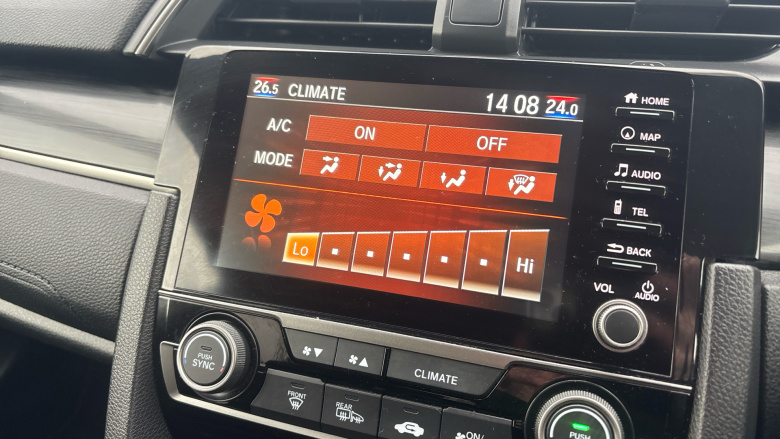 26.5 CLIMATE 14 08 24.0
A/C ON OFF
MODE
Lo Hi
HOME
MAP
AUDIO
TEL
BACK
VOL AUDIO
PUSH
SYNC
CLIMATE
FRONT
REAR
ON/
PUSH